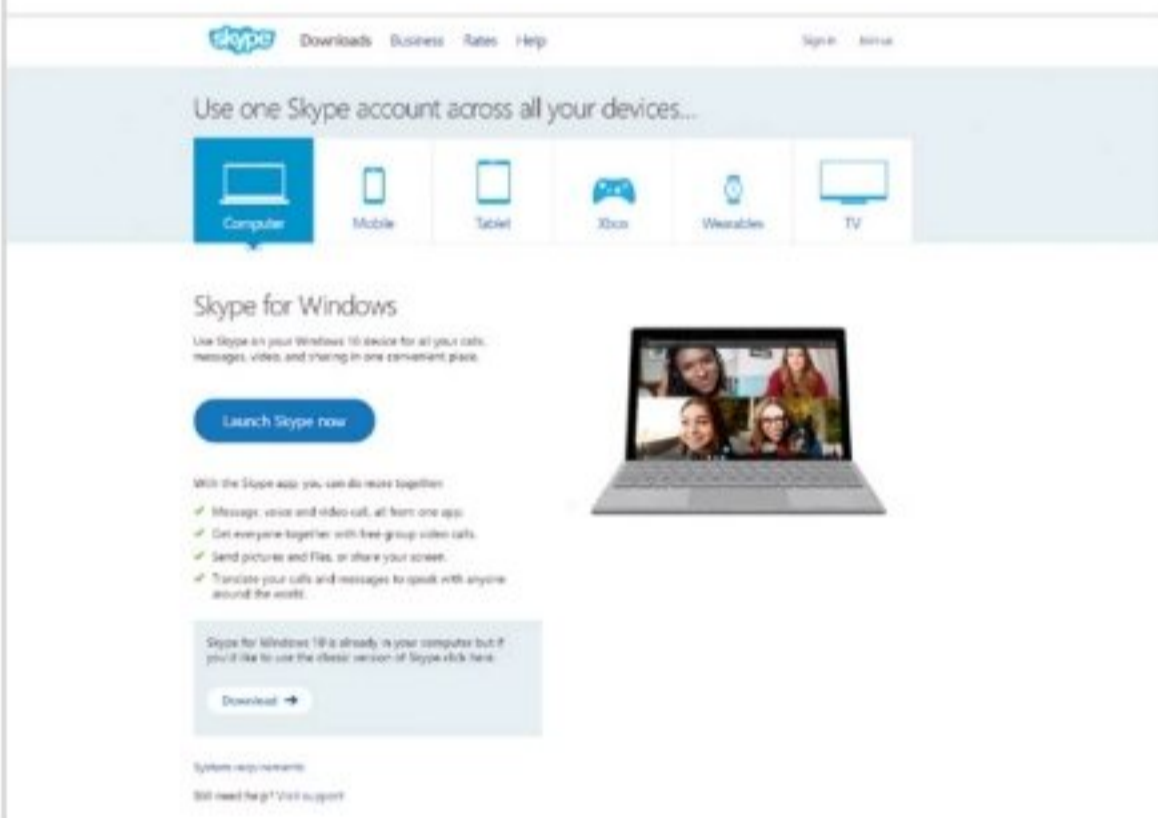 skype Downloads Business Rates Help Sign in Join us
Use one Skype account across all your devices...
Computer Mobile Tablet Xbox Wearables TV
Skype for Windows
Use Skype on your Windows 10 device for all your calls,
messages, video, and sharing in one convenient place.
Launch Skype now
With the Skype app, you can do more together:
Message, voice and video call, all from one app.
Get everyone together with free group video calls.
Send pictures and files, or share your screen.
Translate your calls and messages to speak with anyone
around the world.
Skype for Windows 10 is already in your computer but if
you'd like to use the classic version of Skype click here.
Download
System requirements
Still need help? Visit support